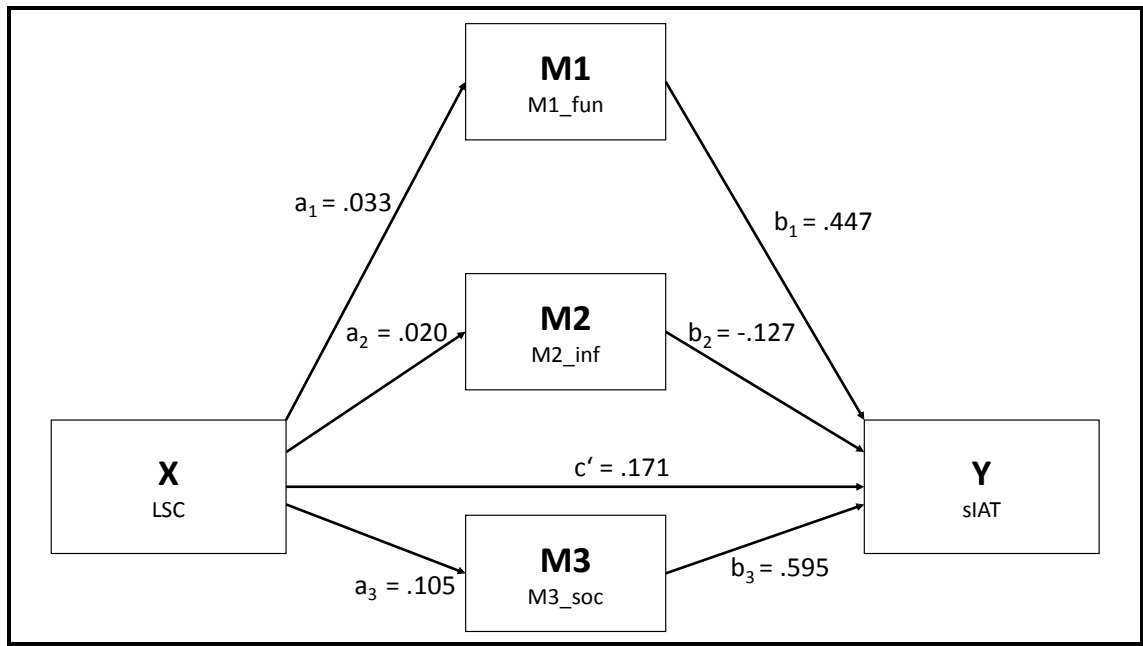 M1
M1_fun
a₁ = .033
b₁ = .447
M2
M2_inf
a₂ = .020
b₂ = -.127
X
LSC
c‘ = .171
Y
sIAT
M3
M3_soc
a₃ = .105
b₃ = .595